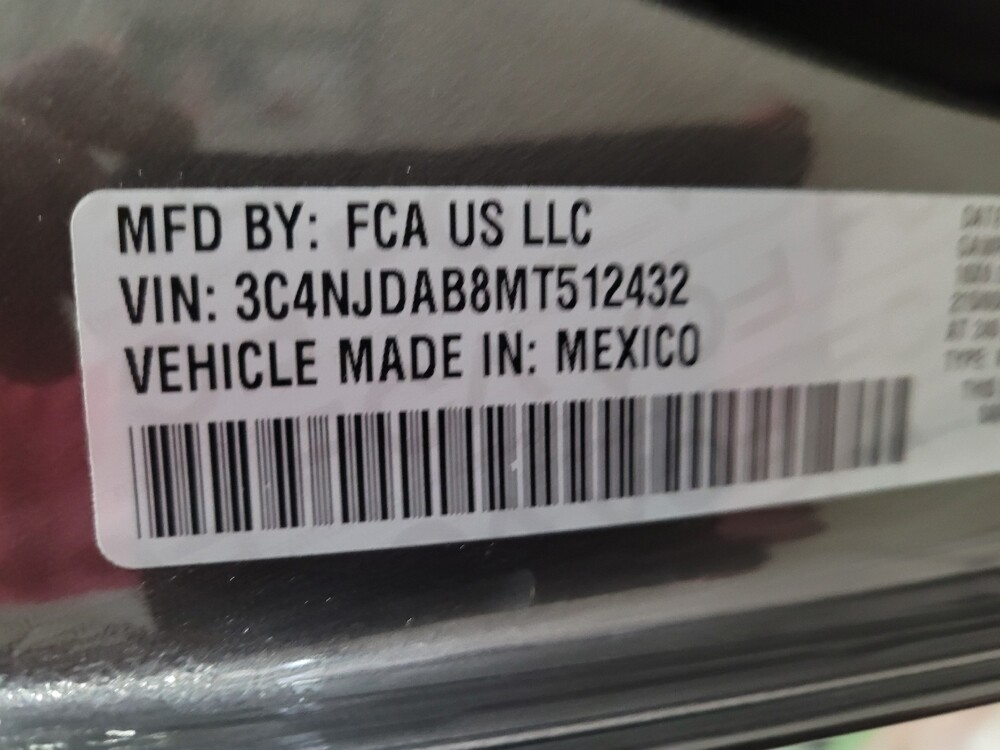 MFD BY: FCA US LLC
VIN: 3C4NJDAB8MT512432
VEHICLE MADE IN: MEXICO